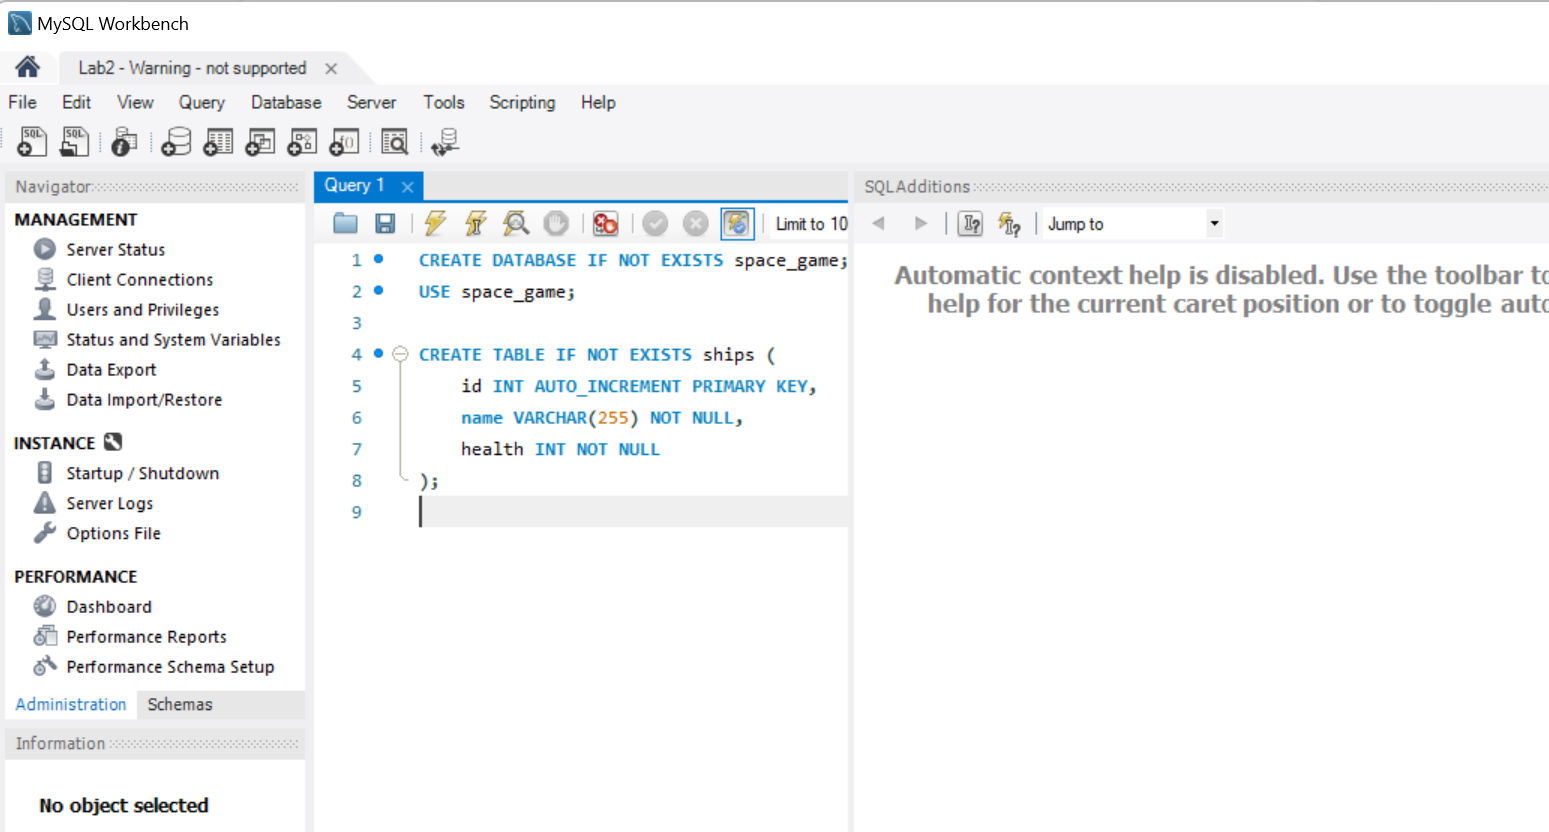 MySQL Workbench
Lab2 - Warning - not supported
File Edit View Query Database Server Tools Scripting Help
SQL SQL
Navigator
MANAGEMENT
Server Status
Client Connections
Users and Privileges
Status and System Variables
Data Export
Data Import/Restore
INSTANCE
Startup / Shutdown
Server Logs
Options File
PERFORMANCE
Dashboard
Performance Reports
Performance Schema Setup
Administration Schemas
Information
No object selected
Query 1
Limit to 10
1 CREATE DATABASE IF NOT EXISTS space_game;
2 USE space_game;
3
4 CREATE TABLE IF NOT EXISTS ships (
5 id INT AUTO_INCREMENT PRIMARY KEY,
6 name VARCHAR(255) NOT NULL,
7 health INT NOT NULL
8 );
9
SQLAdditions
Jump to
Automatic context help is disabled. Use the toolbar to
help for the current caret position or to toggle auto